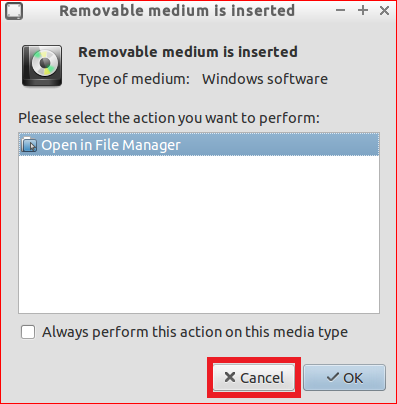 Removable medium is inserted
Removable medium is inserted
Type of medium: Windows software
Please select the action you want to perform:
Open in File Manager
Always perform this action on this media type
Cancel OK